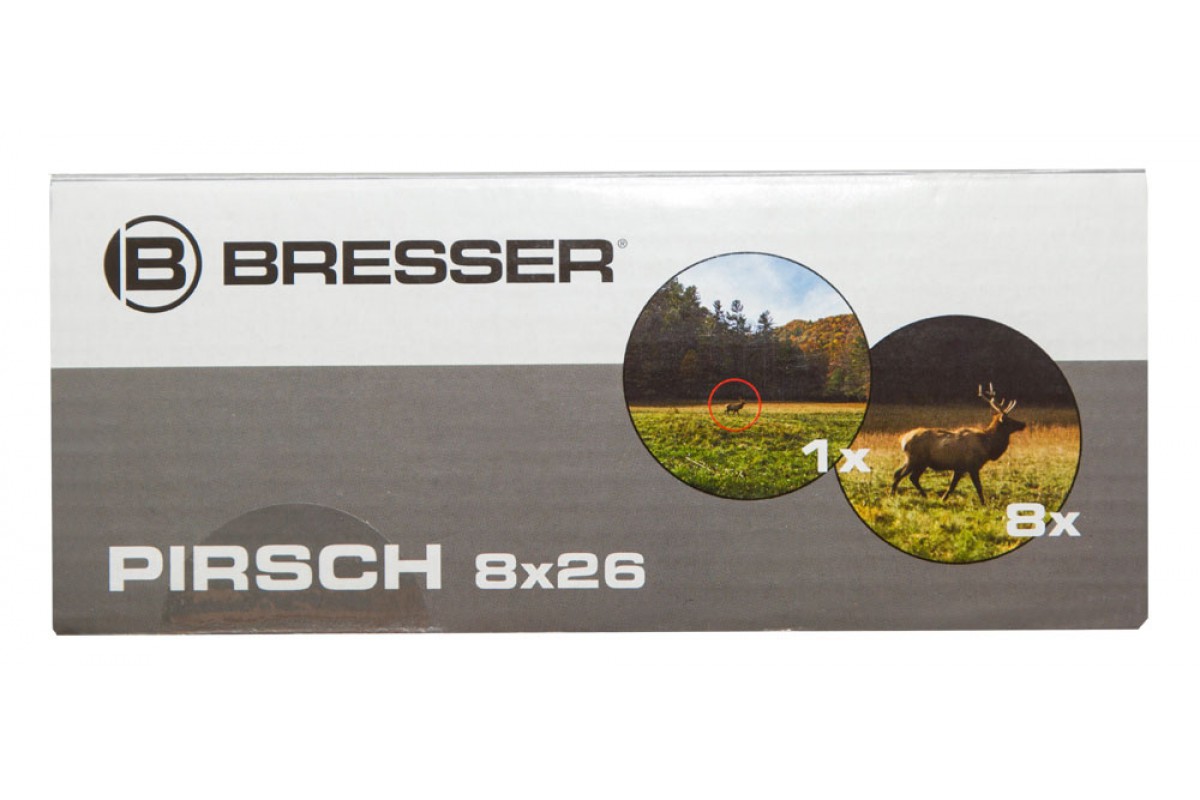 B BRESSER®
1x
8x
PIRSCH 8x26